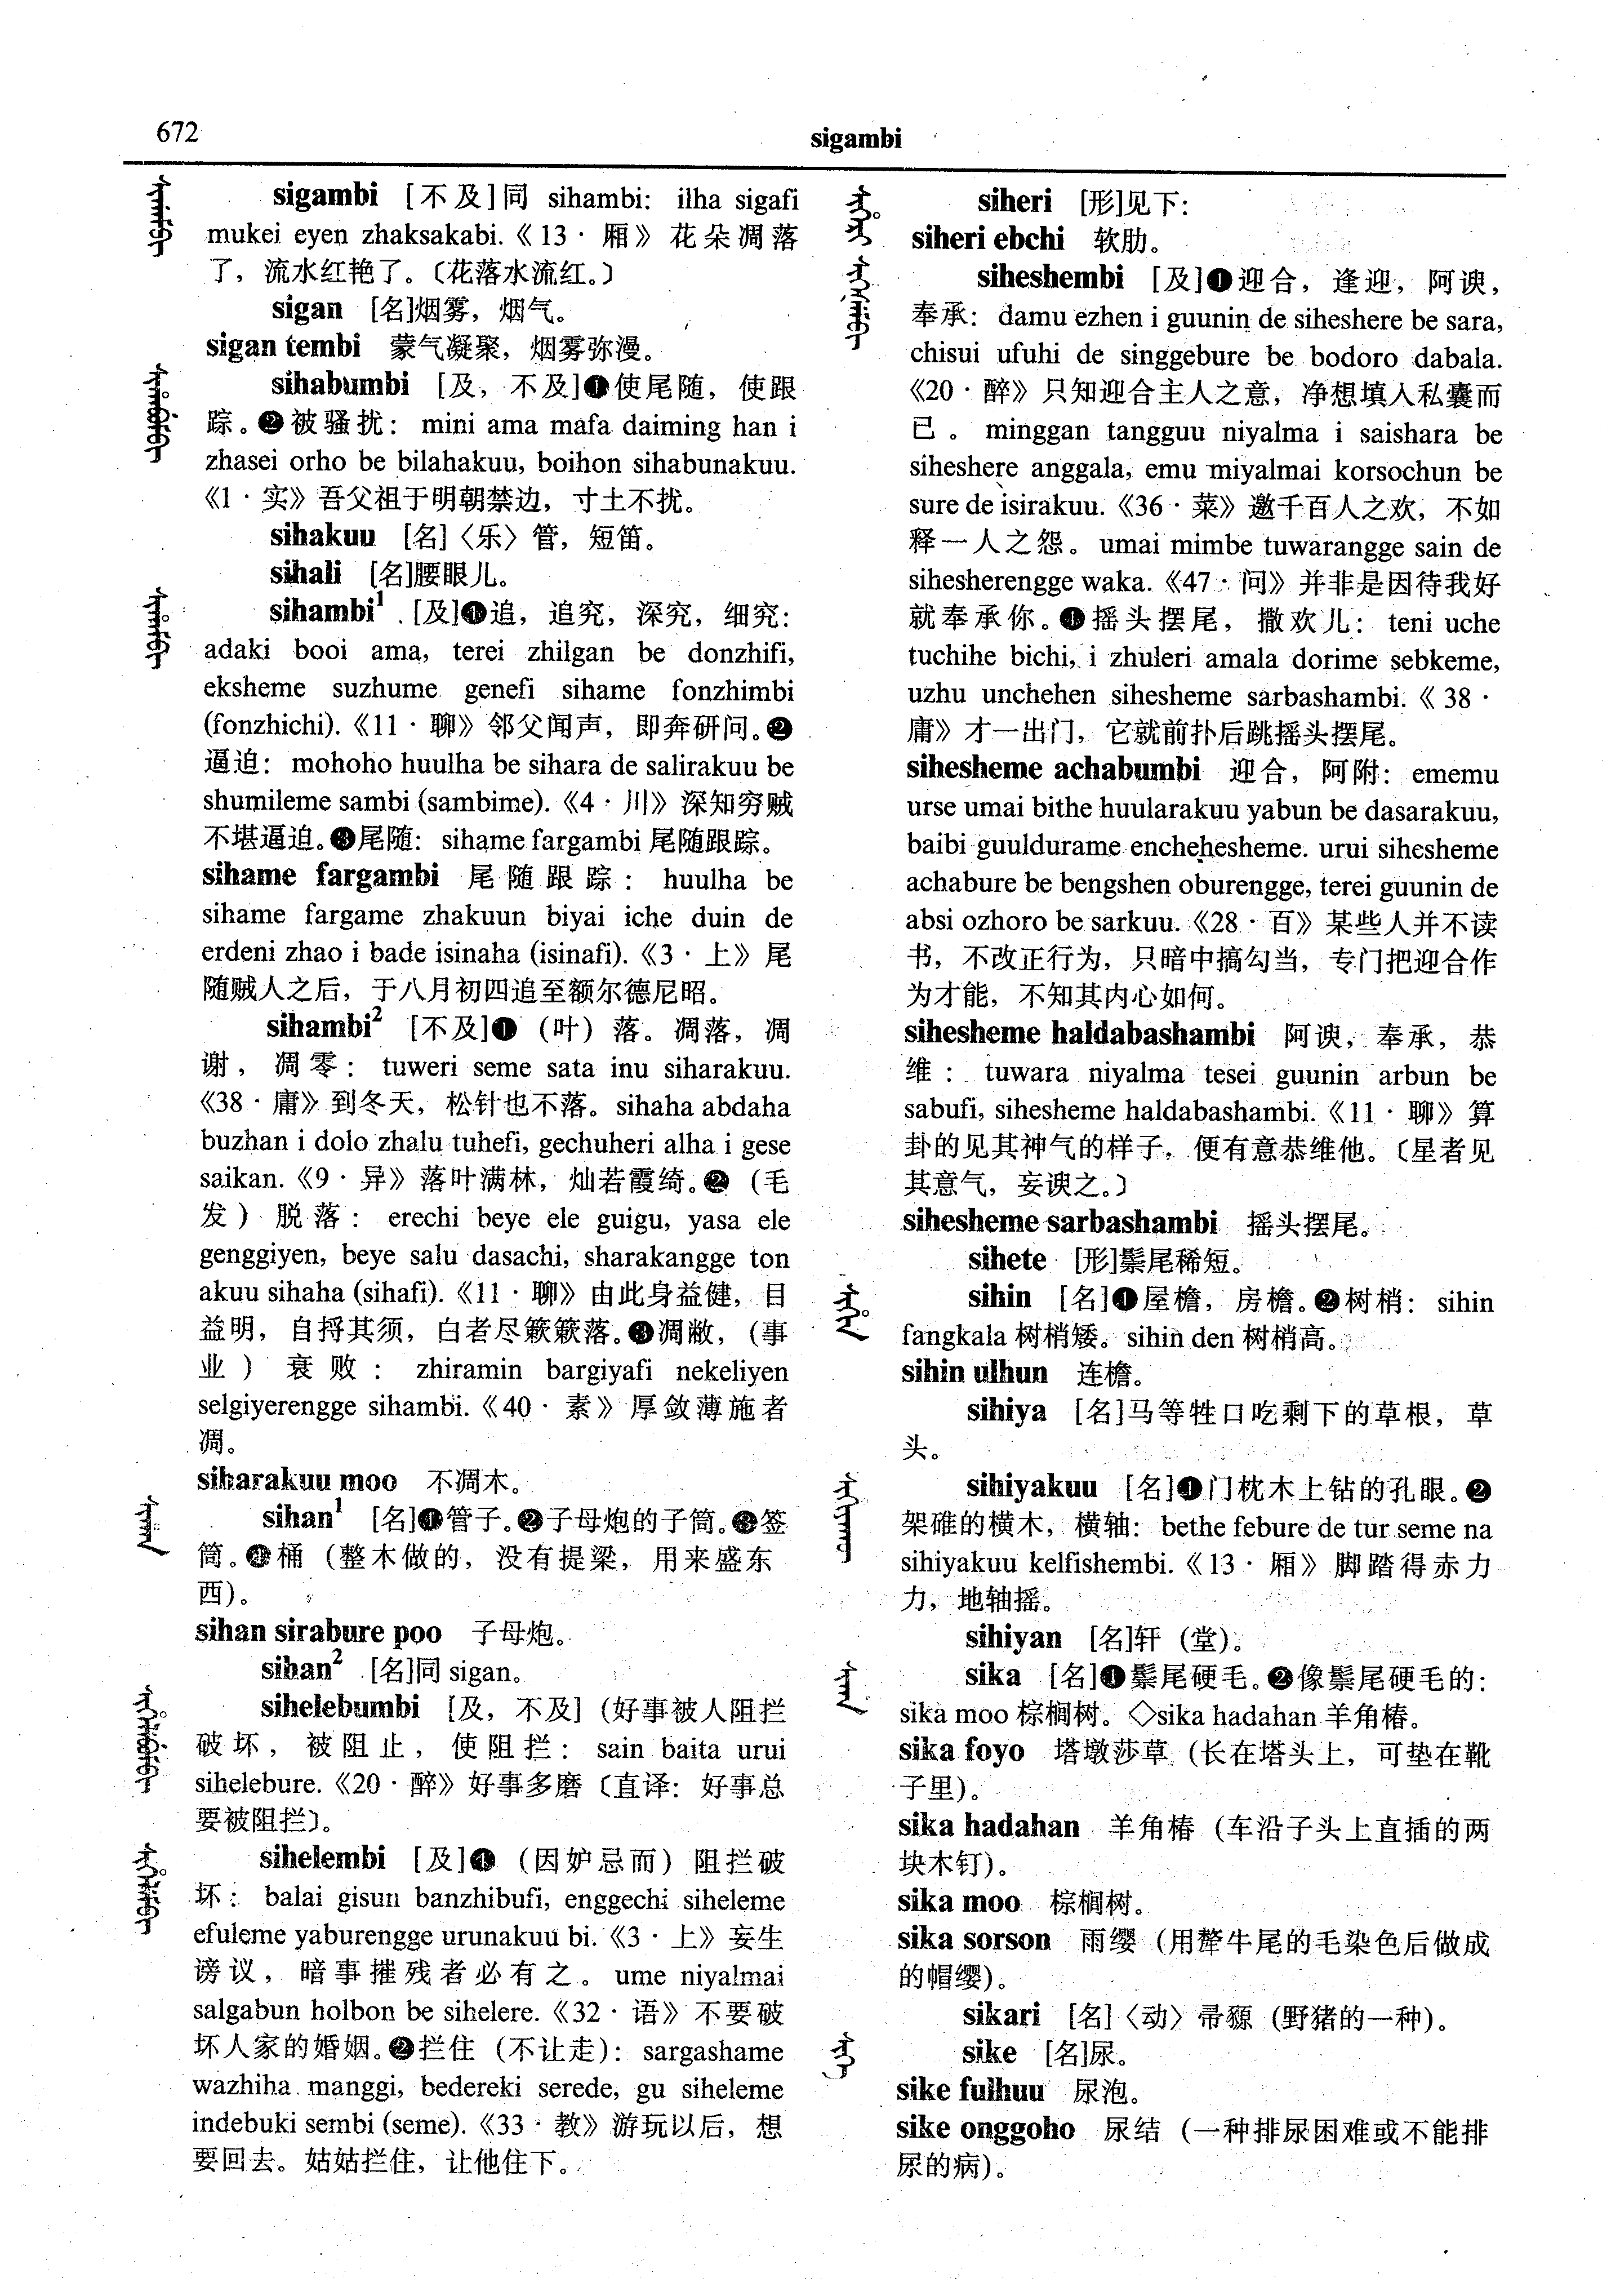 672
sigambi
sigambi [不及]同 sihambi: ilha sigafi
mukei eyen zhaksakabi.《13·厢》花朵凋落
了，流水红艳了。〔花落水流红。〕
sigan [名]烟雾，烟气。
sigan tembi 蒙气凝聚，烟雾弥漫。
sihabumbi [及，不及]❶使尾随，使跟
踪。❷被骚扰: mini ama mafa daiming han i
zhasei orho be bilahakuu, boihon sihabunakuu.
《1·实》吾父祖于明朝禁边，寸土不扰。
sihakuu [名]〈乐〉管，短笛。
sihali [名]腰眼儿。
sihambi¹ [及]❶追，追究，深究，细究:
adaki booi ama, terei zhilgan be donzhifi,
eksheme suzhume genefi sihame fonzhimbi
(fonzhichi).《11·聊》邻父闻声，即奔研问。❷
逼迫: mohoho huulha be sihara de salirakuu be
shumileme sambi (sambime).《4·川》深知穷贼
不堪逼迫。❸尾随: sihame fargambi 尾随跟踪。
sihame fargambi 尾随跟踪: huulha be
sihame fargame zhakuun biyai iche duin de
erdeni zhao i bade isinaha (isinafi).《3·上》尾
随贼人之后，于八月初四追至额尔德尼昭。
sihambi² [不及]❶（叶）落。凋落，凋
谢，凋零: tuweri seme sata inu siharakuu.
《38·庸》到冬天，松针也不落。sihaha abdaha
buzhan i dolo zhalu tuhefi, gechuheri alha i gese
saikan.《9·异》落叶满林，灿若霞绮。❷（毛
发）脱落: erechi beye ele guigu, yasa ele
genggiyen, beye salu dasachi, sharakangge ton
akuu sihaha (sihafi).《11·聊》由此身益健，目
益明，自捋其须，白者尽簌簌落。❸凋敝，（事
业）衰败: zhiramin bargiyafi nekeliyen
selgiyerengge sihambi.《40·素》厚敛薄施者
凋。
siharakuu moo 不凋木。
sihan¹ [名]❶管子。❷子母炮的子筒。❸签
筒。❹桶（整木做的，没有提梁，用来盛东
西）。
sihan sirabure poo 子母炮。
sihan² [名]同 sigan。
sihelebumbi [及，不及]（好事被人阻拦
破坏，被阻止，使阻拦: sain baita urui
sihelebure.《20·醉》好事多磨〔直译: 好事总
要被阻拦〕。
sihelembi [及]❶（因妒忌而）阻拦破
坏: balai gisun banzhibufi, enggechi siheleme
efuleme yaburengge urunakuu bi.《3·上》妄生
谤议，暗事摧残者必有之。ume niyalmai
salgabun holbon be sihelere.《32·语》不要破
坏人家的婚姻。❷拦住（不让走）: sargashame
wazhiha manggi, bedereki serede, gu siheleme
indebuki sembi (seme).《33·教》游玩以后，想
要回去。姑姑拦住，让他住下。
siheri [形]见下:
siheri ebchi 软肋。
siheshembi [及]❶迎合，逢迎，阿谀，
奉承: damu ezhen i guunin de siheshere be sara,
chisui ufuhi de singgebure be bodoro dabala.
《20·醉》只知迎合主人之意，净想填入私囊而
已。minggan tangguu niyalma i saishara be
siheshere anggala, emu miyalmai korsochun be
sure de isirakuu.《36·菜》邀千百人之欢，不如
释一人之怨。umai mimbe tuwarangge sain de
sihesherengge waka.《47·问》并非是因待我好
就奉承你。❶摇头摆尾，撒欢儿: teni uche
tuchihe bichi, i zhuleri amala dorime sebkeme,
uzhu unchehen sihesheme sarbashambi.《38·
庸》才一出门，它就前扑后跳摇头摆尾。
sihesheme achabumbi 迎合，阿附: ememu
urse umai bithe huularakuu yabun be dasarakuu,
baibi guuldurame enchehesheme. urui sihesheme
achabure be bengshen oburengge, terei guunin de
absi ozhoro be sarkuu.《28·百》某些人并不读
书，不改正行为，只暗中搞勾当，专门把迎合作
为才能，不知其内心如何。
sihesheme haldabashambi 阿谀，奉承，恭
维: tuwara niyalma tesei guunin arbun be
sabufi, sihesheme haldabashambi.《11·聊》算
卦的见其神气的样子，便有意恭维他。〔星者见
其意气，妄谀之。〕
sihesheme sarbashambi 摇头摆尾。
sihete [形]鬃尾稀短。
sihin [名]❶屋檐，房檐。❷树梢: sihin
fangkala 树梢矮。sihin den 树梢高。
sihin ulhun 连檐。
sihiya [名]马等牲口吃剩下的草根，草
头。
sihiyakuu [名]❶门枕木上钻的孔眼。❷
架碓的横木，横轴: bethe febure de tur seme na
sihiyakuu kelfishembi.《13·厢》脚踏得赤力
力，地轴摇。
sihiyan [名]轩（堂）。
sika [名]❶鬃尾硬毛。❷像鬃尾硬毛的:
sika moo 棕榈树。◇sika hadahan 羊角椿。
sika foyo 塔墩莎草（长在塔头上，可垫在靴
子里）。
sika hadahan 羊角椿（车沿子头上直插的两
块木钉）。
sika moo 棕榈树。
sika sorson 雨缨（用犛牛尾的毛染色后做成
的帽缨）。
sikari [名]〈动〉帚豲（野猪的一种）。
sike [名]尿。
sike fulhuu 尿泡。
sike onggoho 尿结（一种排尿困难或不能排
尿的病）。